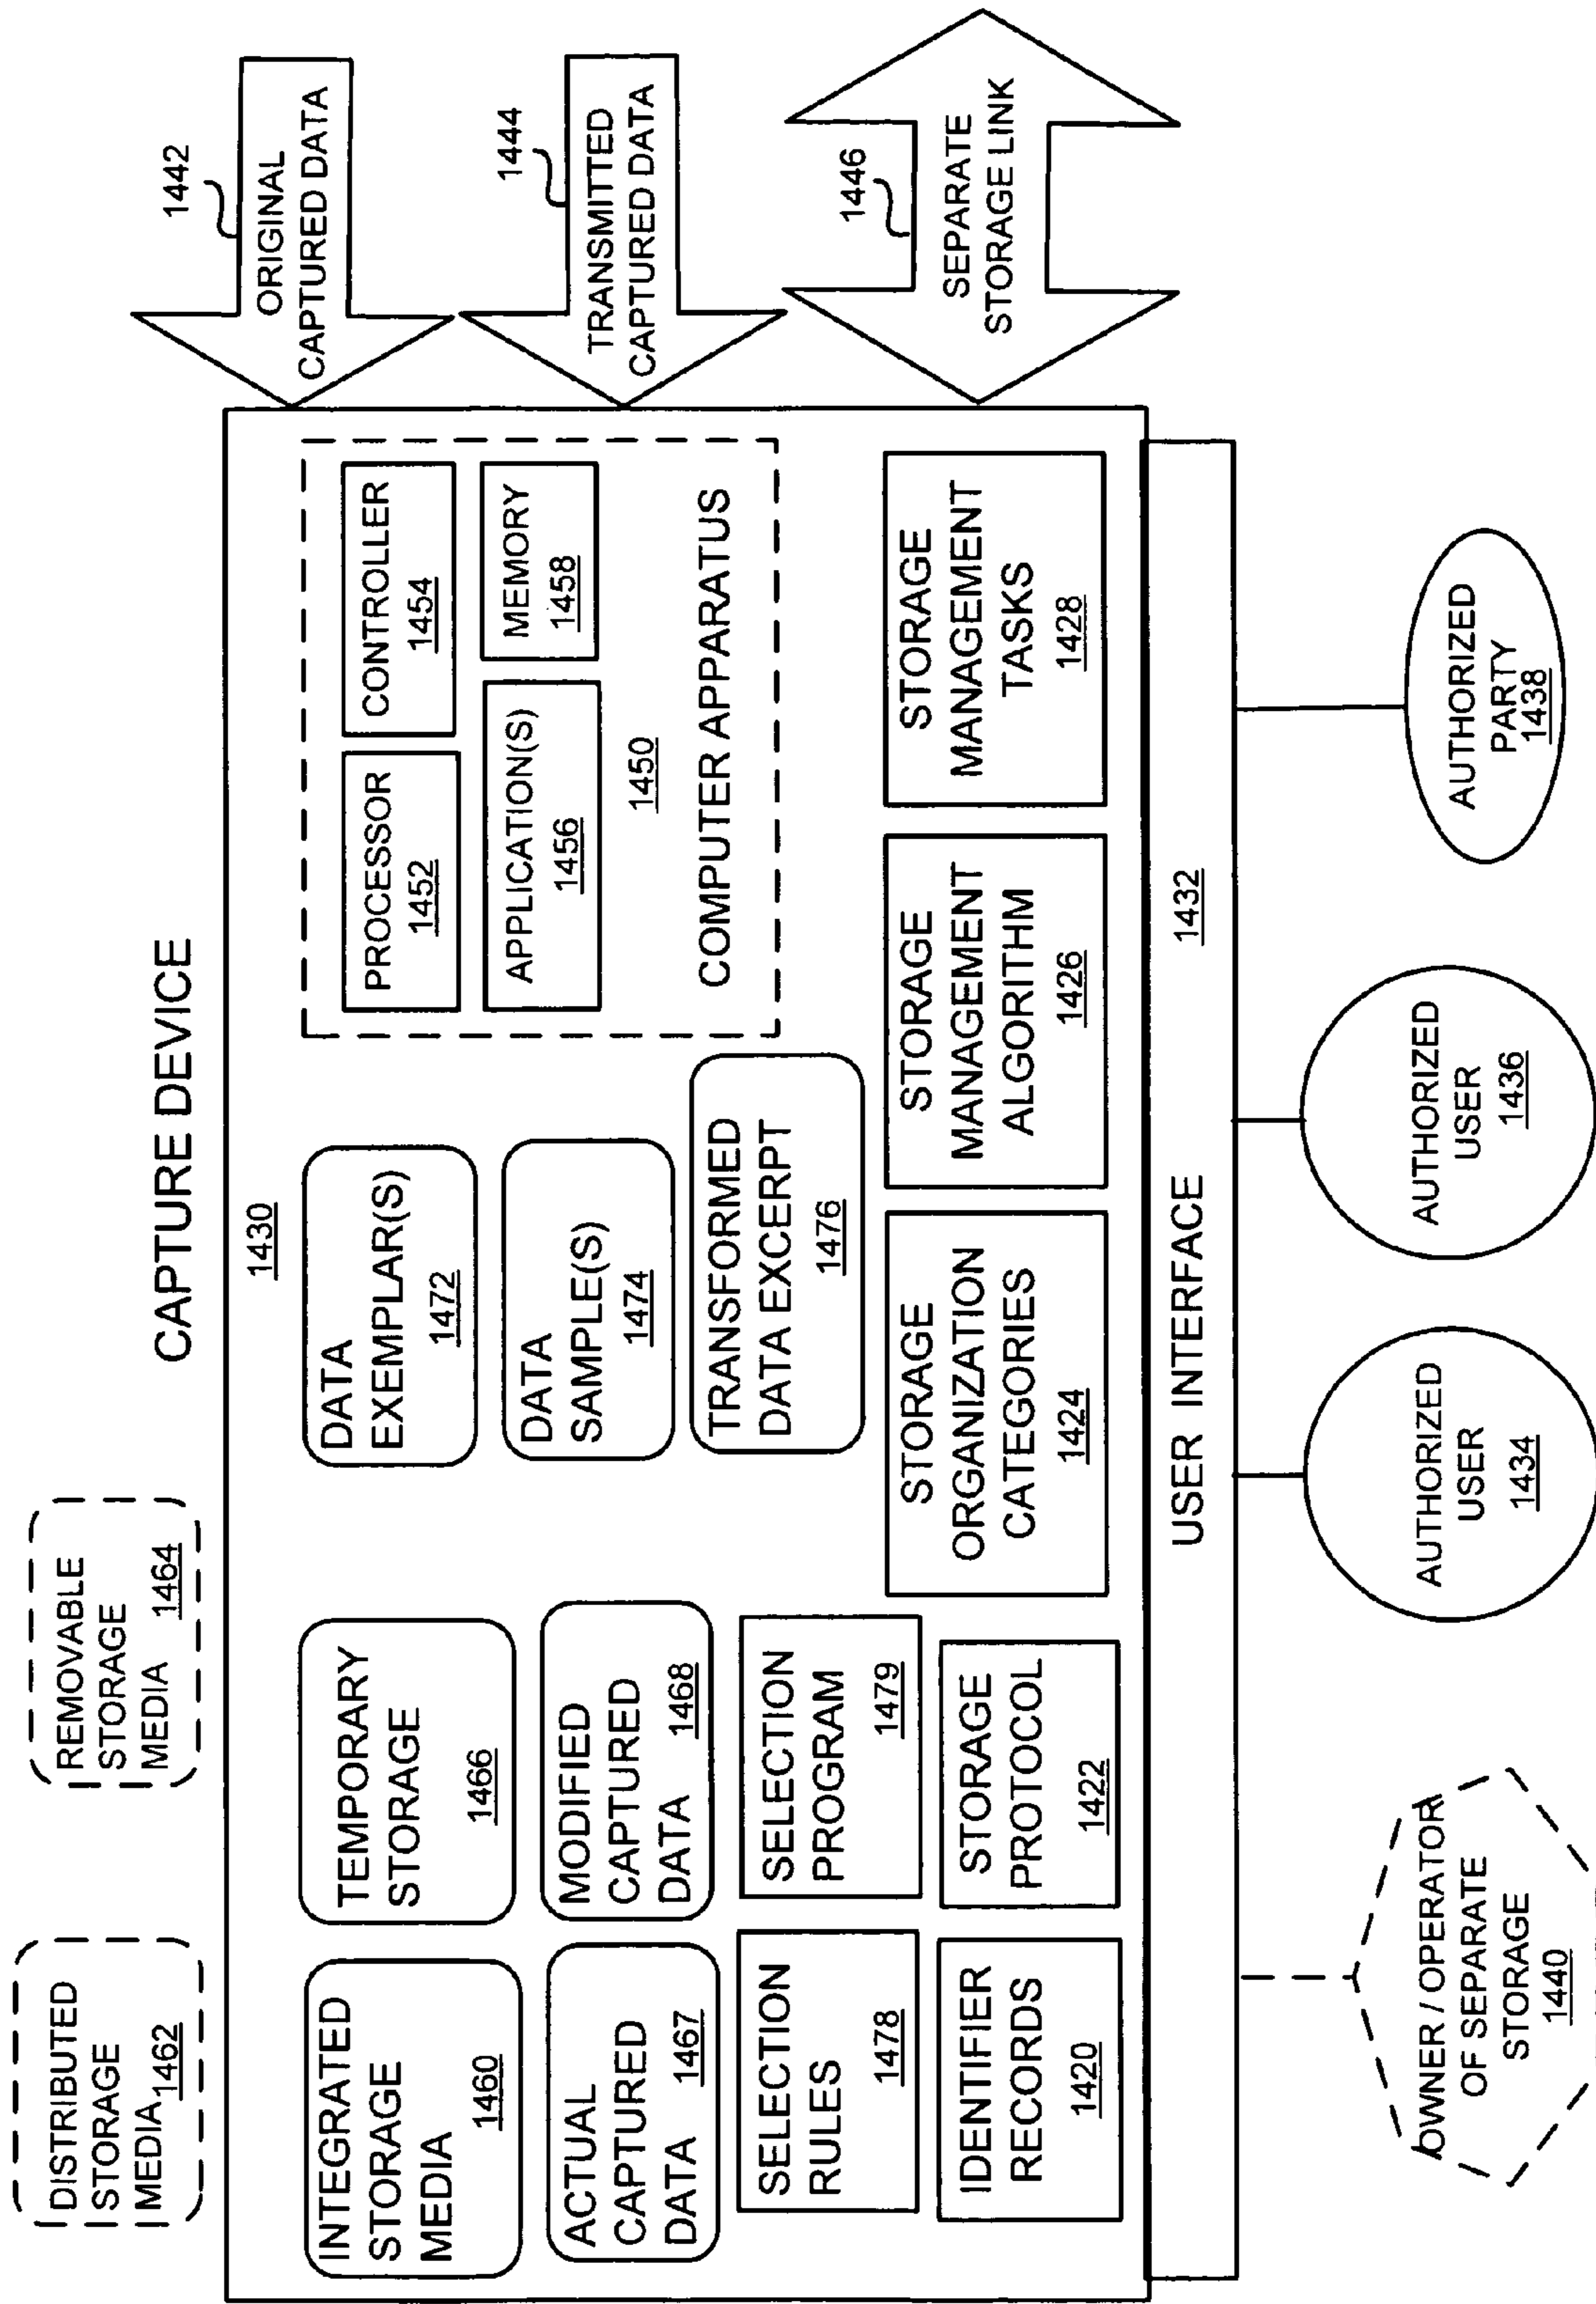 CAPTURE DEVICE
DISTRIBUTED
STORAGE
MEDIA 1462
REMOVABLE
STORAGE
MEDIA 1464
1430
INTEGRATED
STORAGE
MEDIA
1460
TEMPORARY
STORAGE
1466
DATA
EXEMPLAR(S)
1472
PROCESSOR
1452
CONTROLLER
1454
APPLICATION(S)
1456
MEMORY
1458
1450
COMPUTER APPARATUS
ACTUAL
CAPTURED
DATA 1467
MODIFIED
CAPTURED
DATA 1468
DATA
SAMPLE(S)
1474
TRANSFORMED
DATA EXCERPT
1476
SELECTION
RULES 1478
SELECTION
PROGRAM 1479
IDENTIFIER
RECORDS
1420
STORAGE
PROTOCOL
1422
STORAGE
ORGANIZATION
CATEGORIES
1424
STORAGE
MANAGEMENT
ALGORITHM
1426
STORAGE
MANAGEMENT
TASKS
1428
USER INTERFACE 1432
OWNER / OPERATOR
OF SEPARATE
STORAGE
1440
AUTHORIZED
USER
1434
AUTHORIZED
USER
1436
AUTHORIZED
PARTY
1438
1442
ORIGINAL
CAPTURED DATA
1444
TRANSMITTED
CAPTURED DATA
1446
SEPARATE
STORAGE LINK